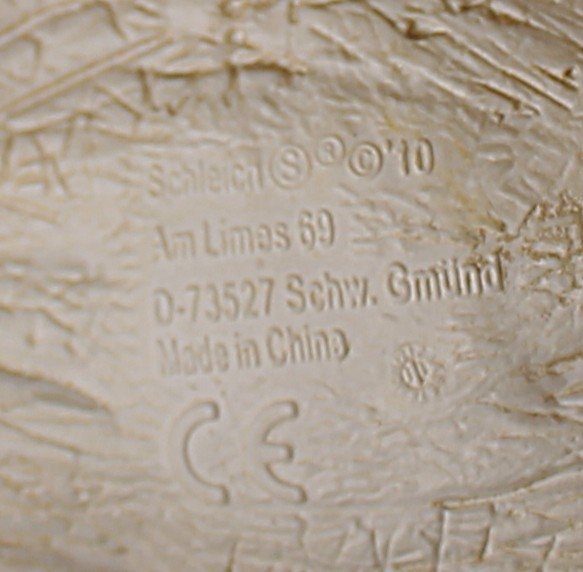 Schleich Ⓢ ® © '10
Am Limes 69
D-73527 Schw. Gmünd
Made in China
CE